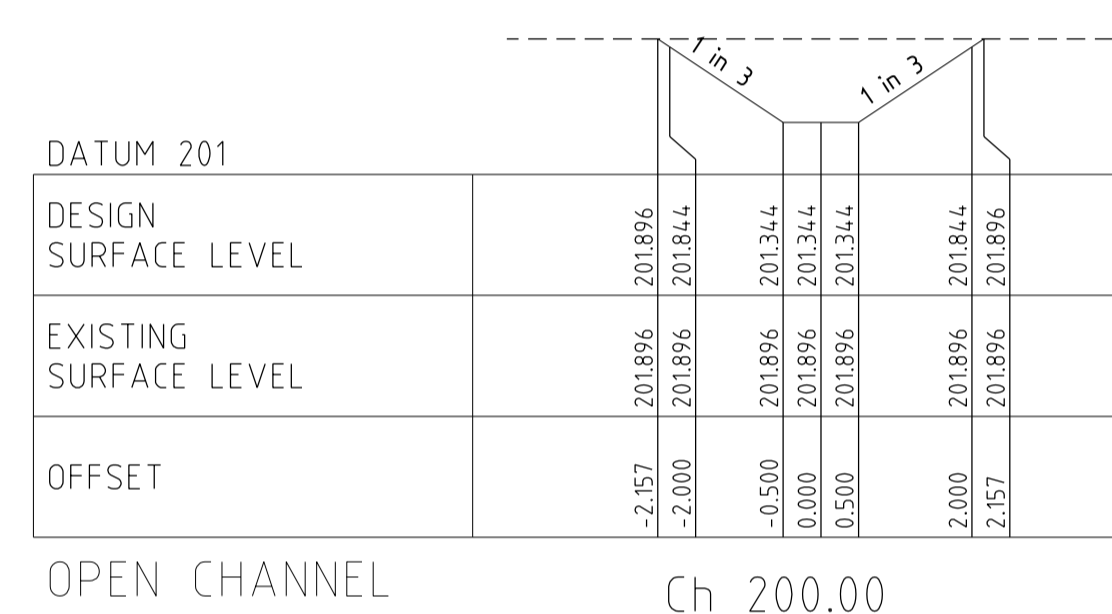 1 in 3
1 in 3
DATUM 201
DESIGN
SURFACE LEVEL
201.896
201.844
201.344
201.344
201.344
201.844
201.896
EXISTING
SURFACE LEVEL
201.896
201.896
201.896
201.896
201.896
201.896
201.896
OFFSET
-2.157
-2.000
-0.500
0.000
0.500
2.000
2.157
OPEN CHANNEL
Ch 200.00